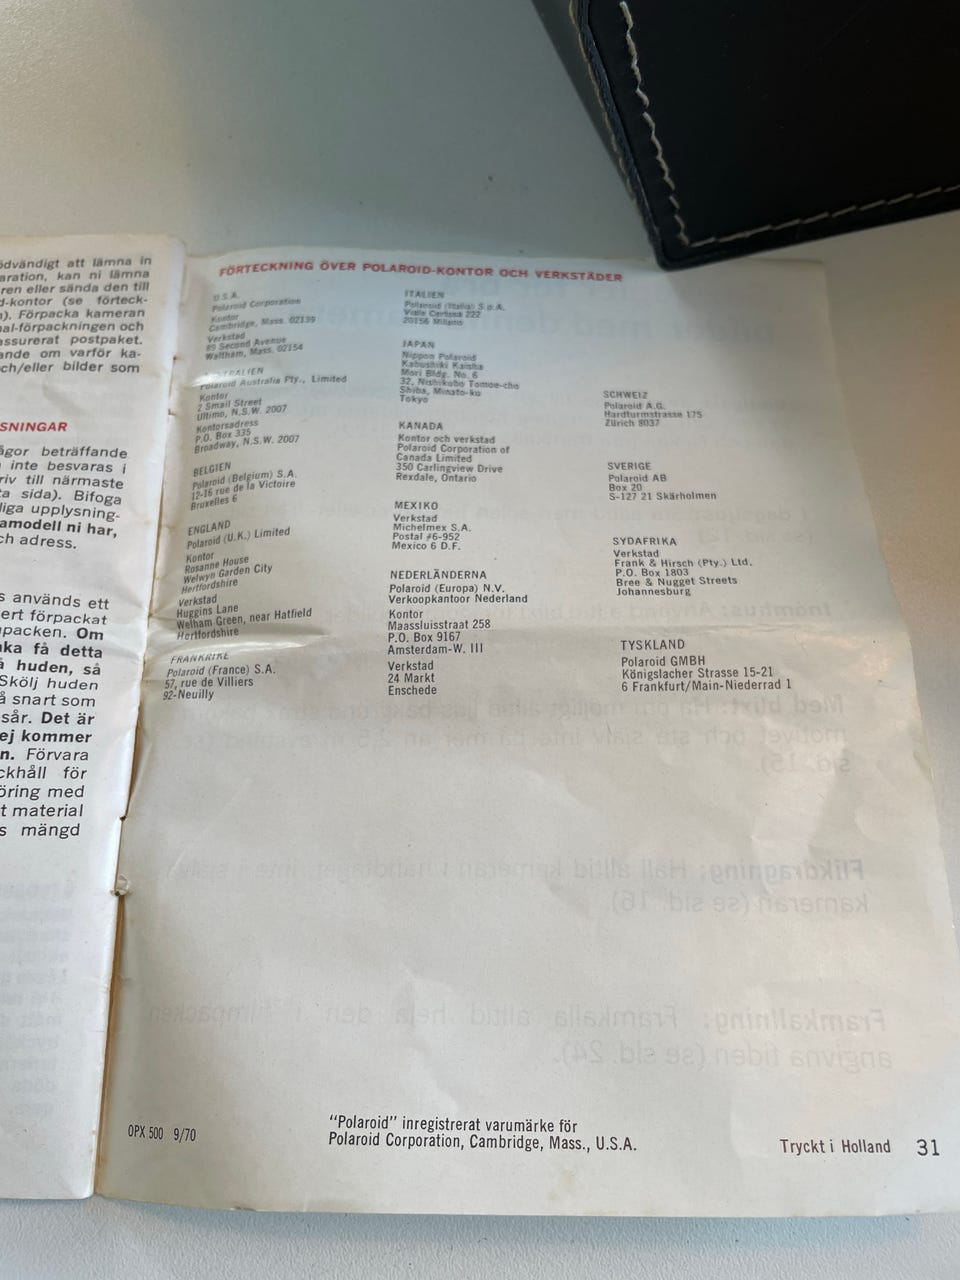 ödvändigt att lämna in
aration, kan ni lämna
ren eller sända den till
d-kontor (se förteck-
n). Förpacka kameran
nal-förpackningen och
assurerat postpaket.
ande om varför ka-
och/eller bilder som
SNINGAR
ågor beträffande
inte besvaras i
riv till närmaste
ta sida). Bifoga
liga upplysning-
amodell ni har,
ch adress.
s används ett
ert förpackat
npacken. Om
ka få detta
å huden, så
Skölj huden
å snart som
sår. Det är
ej kommer
n. Förvara
ckhåll för
öring med
t material
s mängd
FÖRTECKNING ÖVER POLAROID-KONTOR OCH VERKSTÄDER
U.S.A.
Polaroid Corporation
Kontor
Cambridge, Mass. 02139
Verkstad
89 Second Avenue
Waltham, Mass. 02154
AUSTRALIEN
Polaroid Australia Pty., Limited
Kontor
2 Smail Street
Ultimo, N.S.W. 2007
Kontorsadress
P.O. Box 335
Broadway, N.S.W. 2007
BELGIEN
Polaroid (Belgium) S.A.
12-16 rue de la Victoire
Bruxelles 6
ENGLAND
Polaroid (U.K.) Limited
Kontor
Rosanne House
Welwyn Garden City
Hertfordshire
Verkstad
Huggins Lane
Welham Green, near Hatfield
Hertfordshire
FRANKRIKE
Polaroid (France) S.A.
57, rue de Villiers
92-Neuilly
ITALIEN
Polaroid (Italia) S.p.A.
Viale Certosa 222
20156 Milano
JAPAN
Nippon Polaroid
Kabushiki Kaisha
Mori Bldg. No. 6
32, Nishikubo Tomoe-cho
Shiba, Minato-ku
Tokyo
KANADA
Kontor och verkstad
Polaroid Corporation of
Canada Limited
350 Carlingview Drive
Rexdale, Ontario
MEXIKO
Verkstad
Michelmex S.A.
Postal #6-952
Mexico 6 D.F.
NEDERLÄNDERNA
Polaroid (Europa) N.V.
Verkoopkantoor Nederland
Kontor
Maassluisstraat 258
P.O. Box 9167
Amsterdam-W. III
Verkstad
24 Markt
Enschede
SCHWEIZ
Polaroid A.G.
Hardturmstrasse 175
Zürich 8037
SVERIGE
Polaroid AB
Box 20
S-127 21 Skärholmen
SYDAFRIKA
Verkstad
Frank & Hirsch (Pty.) Ltd.
P.O. Box 1803
Bree & Nugget Streets
Johannesburg
TYSKLAND
Polaroid GMBH
Königslacher Strasse 15-21
6 Frankfurt/Main-Niederrad 1
OPX 500 9/70
"Polaroid" inregistrerat varumärke för
Polaroid Corporation, Cambridge, Mass., U.S.A.
Tryckt i Holland 31